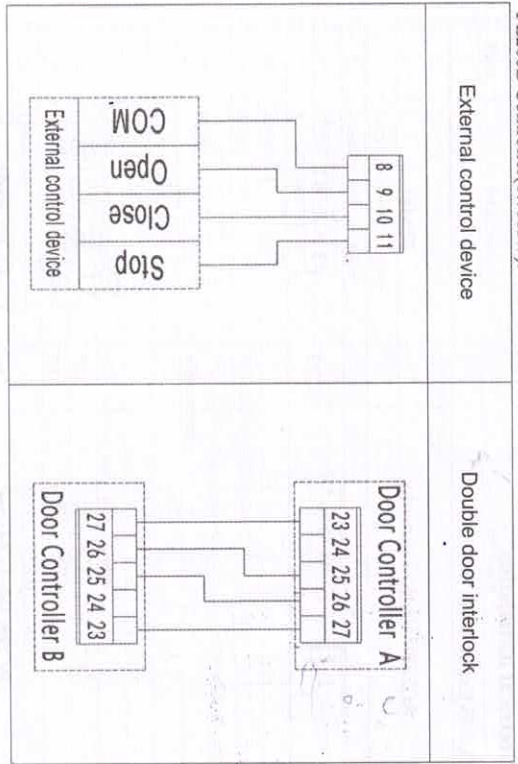 External control device
8 9 10 11
COM
Open
Close
Stop
External control device
Double door interlock
Door Controller A
23 24 25 26 27
27 26 25 24 23
Door Controller B